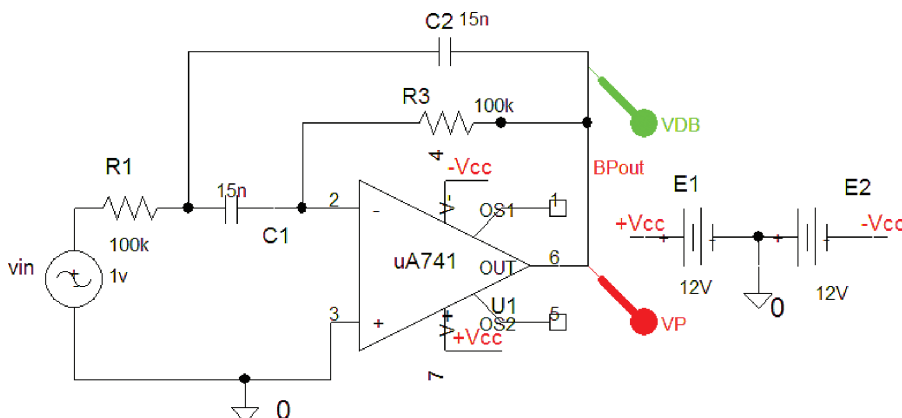 C2 15n
R3
100k
VDB
4
-Vcc
BPout
R1
15n
2
-
V-
OS1
1
E1
E2
C1
+Vcc
+
-
+
-
-Vcc
100k
uA741
OUT
6
vin
+
1v
12V
0
12V
3
+
V+
U1
OS2
5
+Vcc
VP
7
0